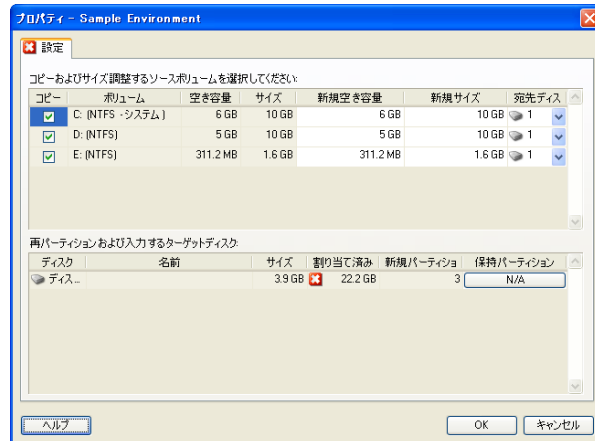 プロパティ - Sample Environment
設定
コピーおよびサイズ調整するソースボリュームを選択してください:
コピー ボリューム 空き容量 サイズ 新規空き容量 新規サイズ 宛先ディス
C: (NTFS - システム) 6 GB 10 GB 6 GB 10 GB 1
D: (NTFS) 5 GB 10 GB 5 GB 10 GB 1
E: (NTFS) 311.2 MB 1.6 GB 311.2 MB 1.6 GB 1
再パーティションおよび入力するターゲットディスク:
ディスク 名前 サイズ 割り当て済み 新規パーティショ 保持パーティション
ディス... 3.9 GB 22.2 GB 3 N/A
ヘルプ OK キャンセル